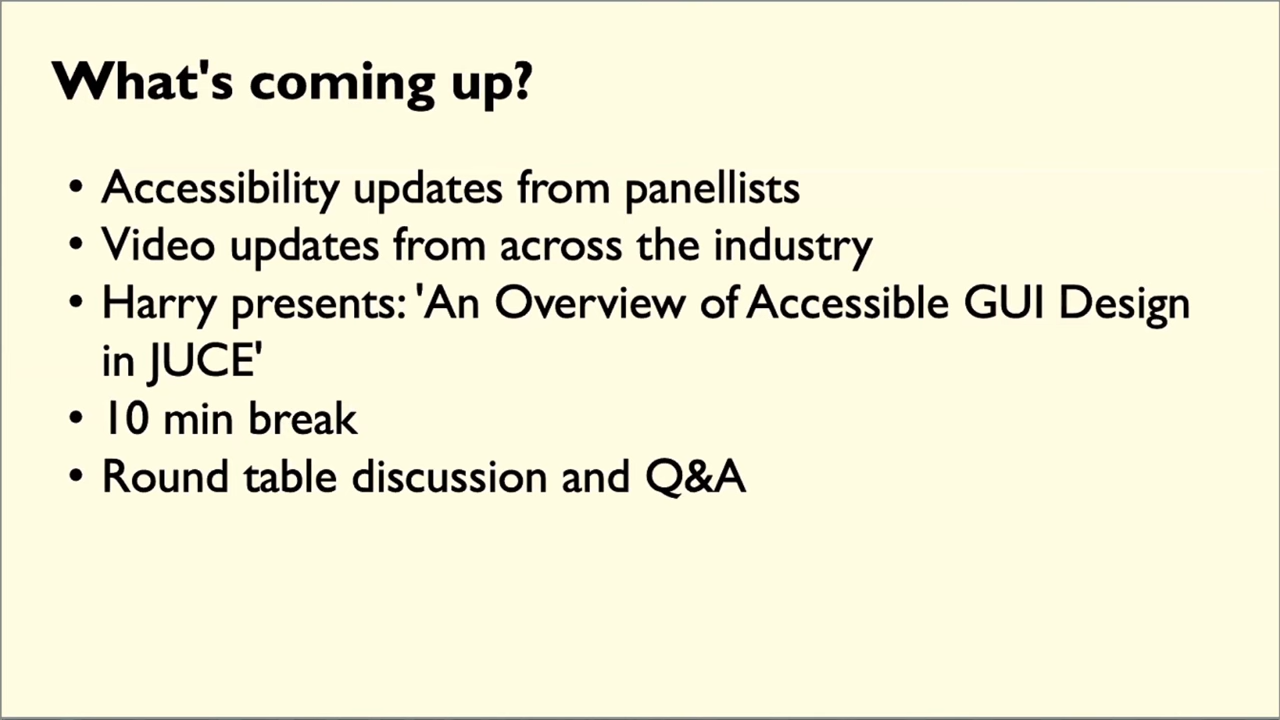 What's coming up?
• Accessibility updates from panellists
• Video updates from across the industry
• Harry presents: 'An Overview of Accessible GUI Design
in JUCE'
• 10 min break
• Round table discussion and Q&A